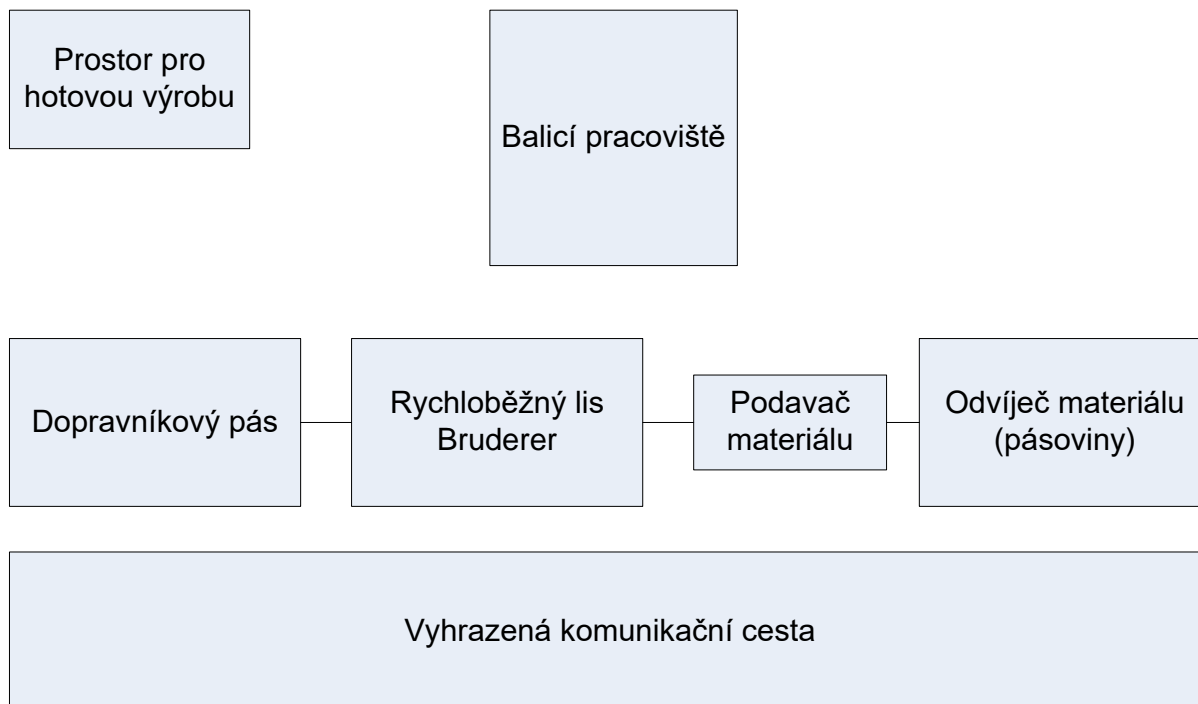 Prostor pro
hotovou výrobu
Balicí pracoviště
Dopravníkový pás
Rychloběžný lis
Bruderer
Podavač
materiálu
Odvíječ materiálu
(pásoviny)
Vyhrazená komunikační cesta